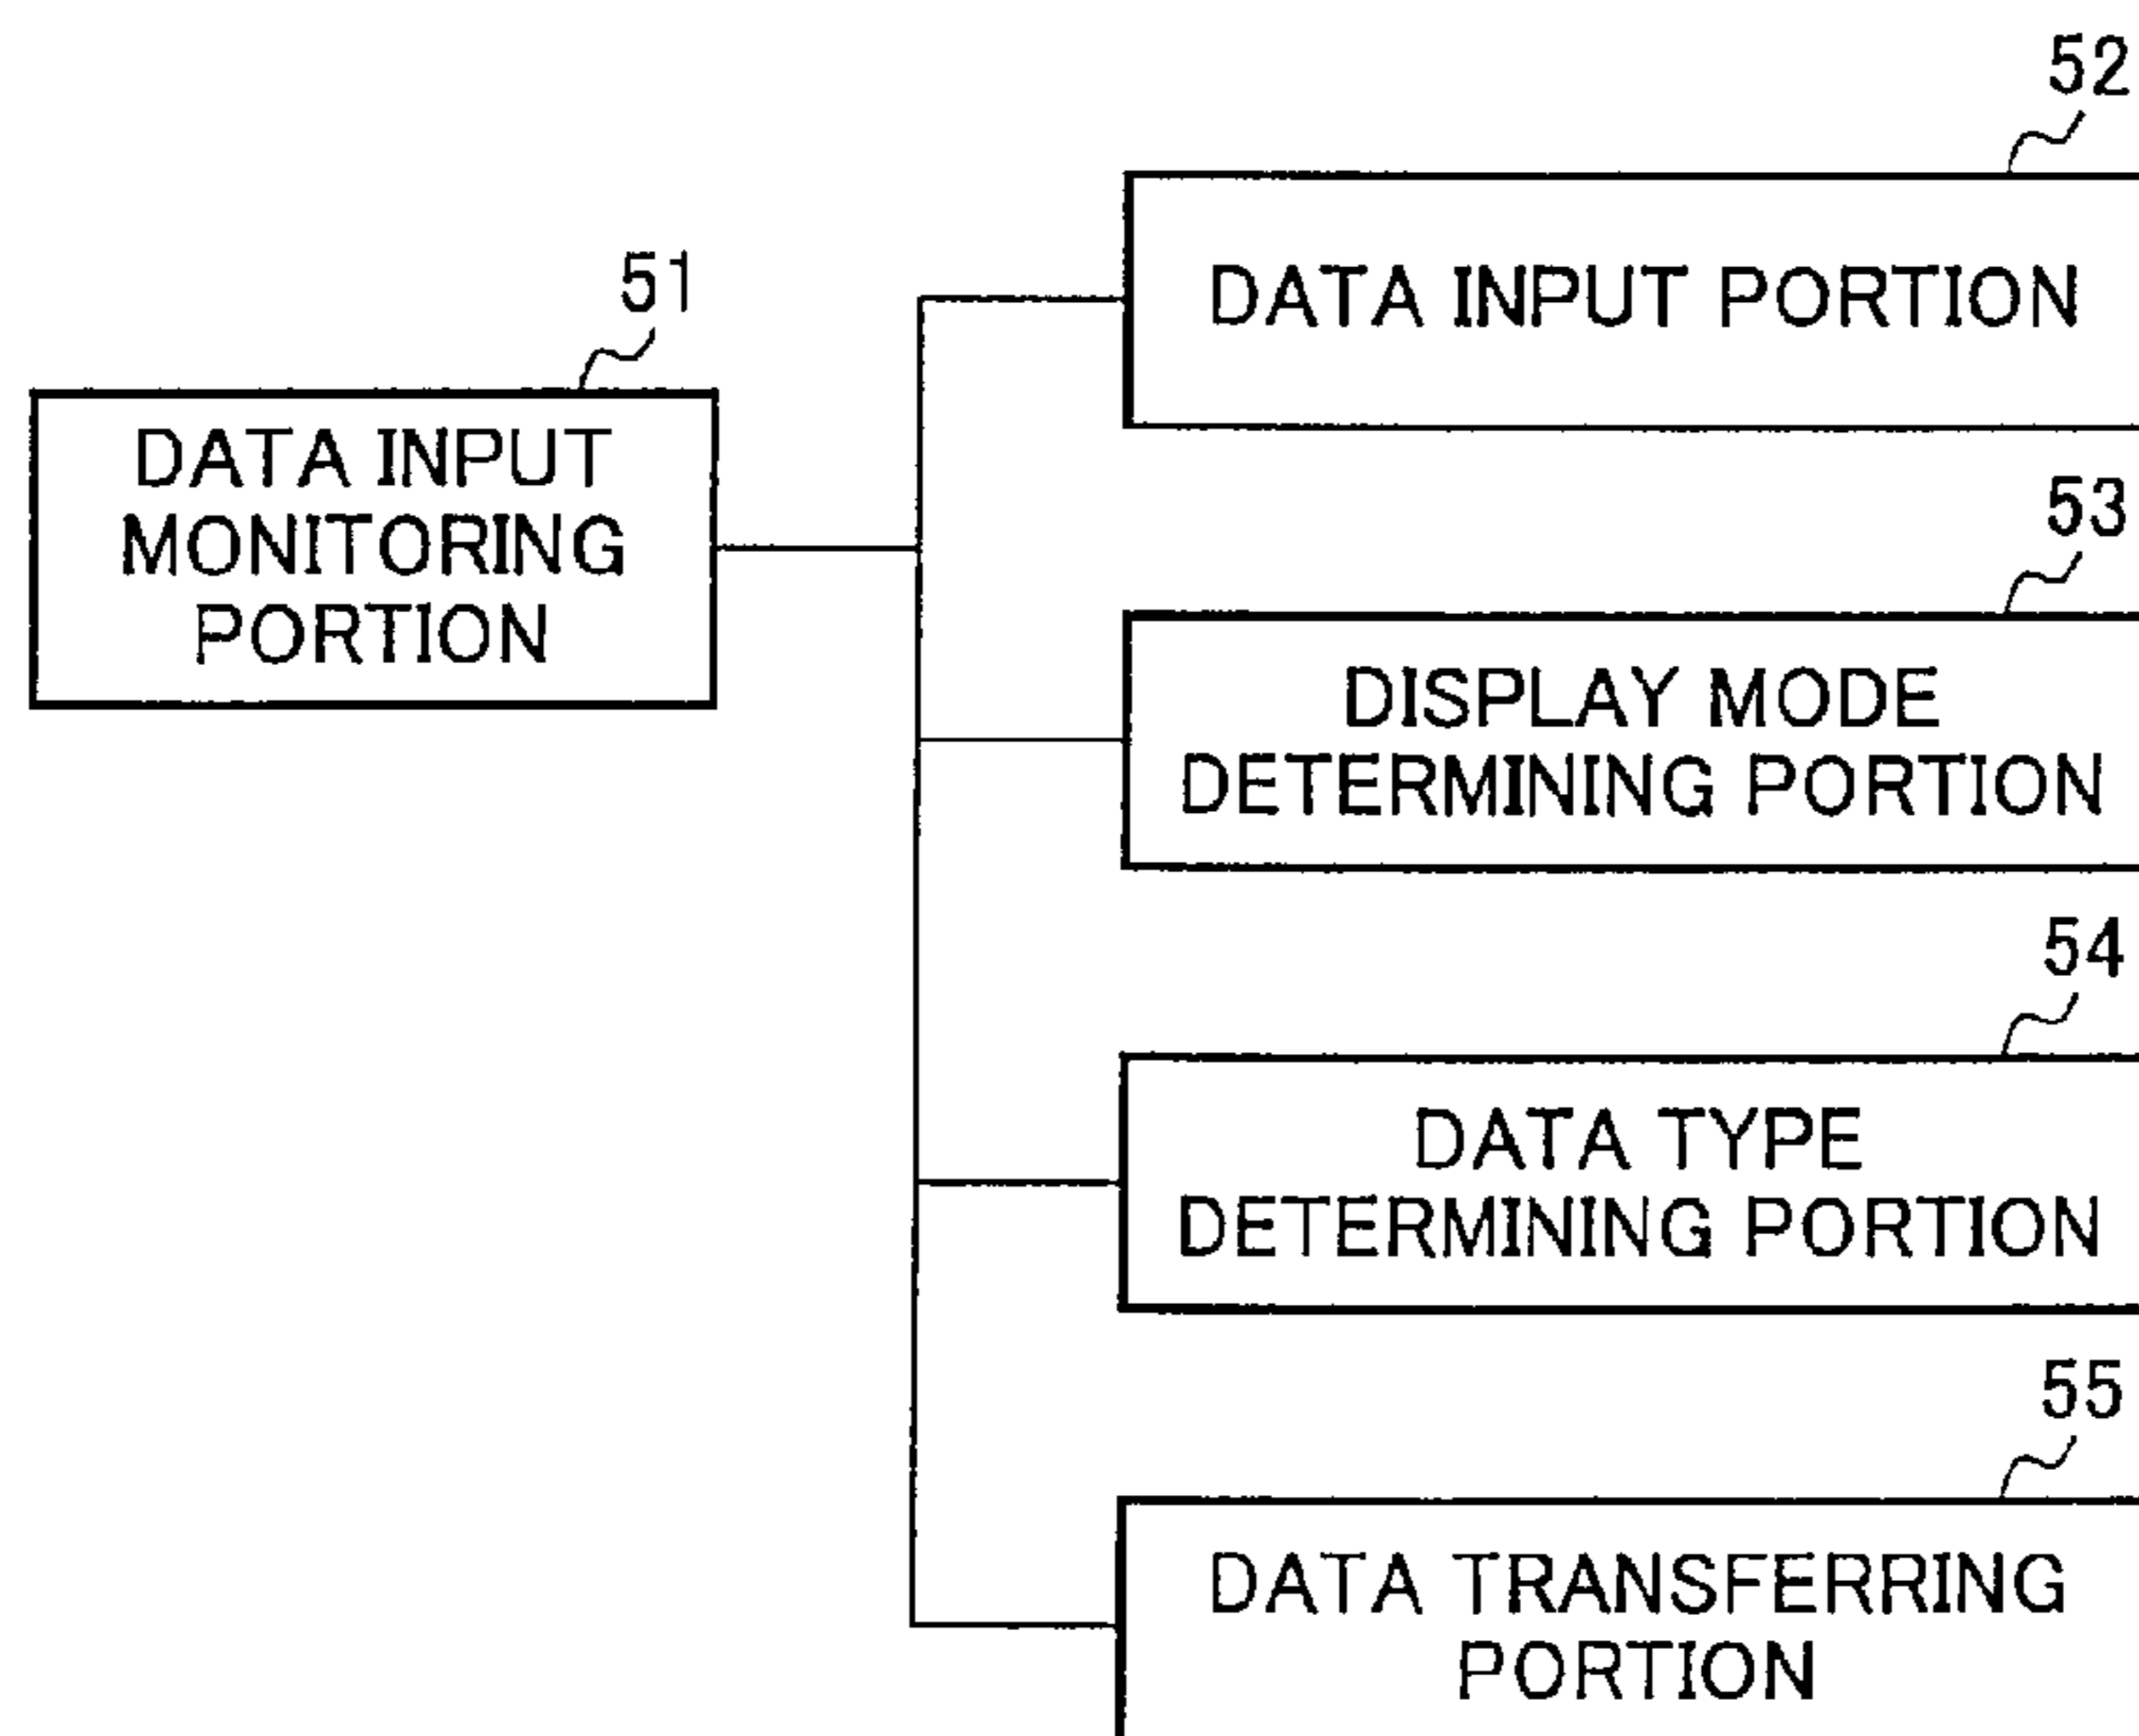 52
DATA INPUT PORTION
51
DATA INPUT
MONITORING
PORTION
53
DISPLAY MODE
DETERMINING PORTION
54
DATA TYPE
DETERMINING PORTION
55
DATA TRANSFERRING
PORTION